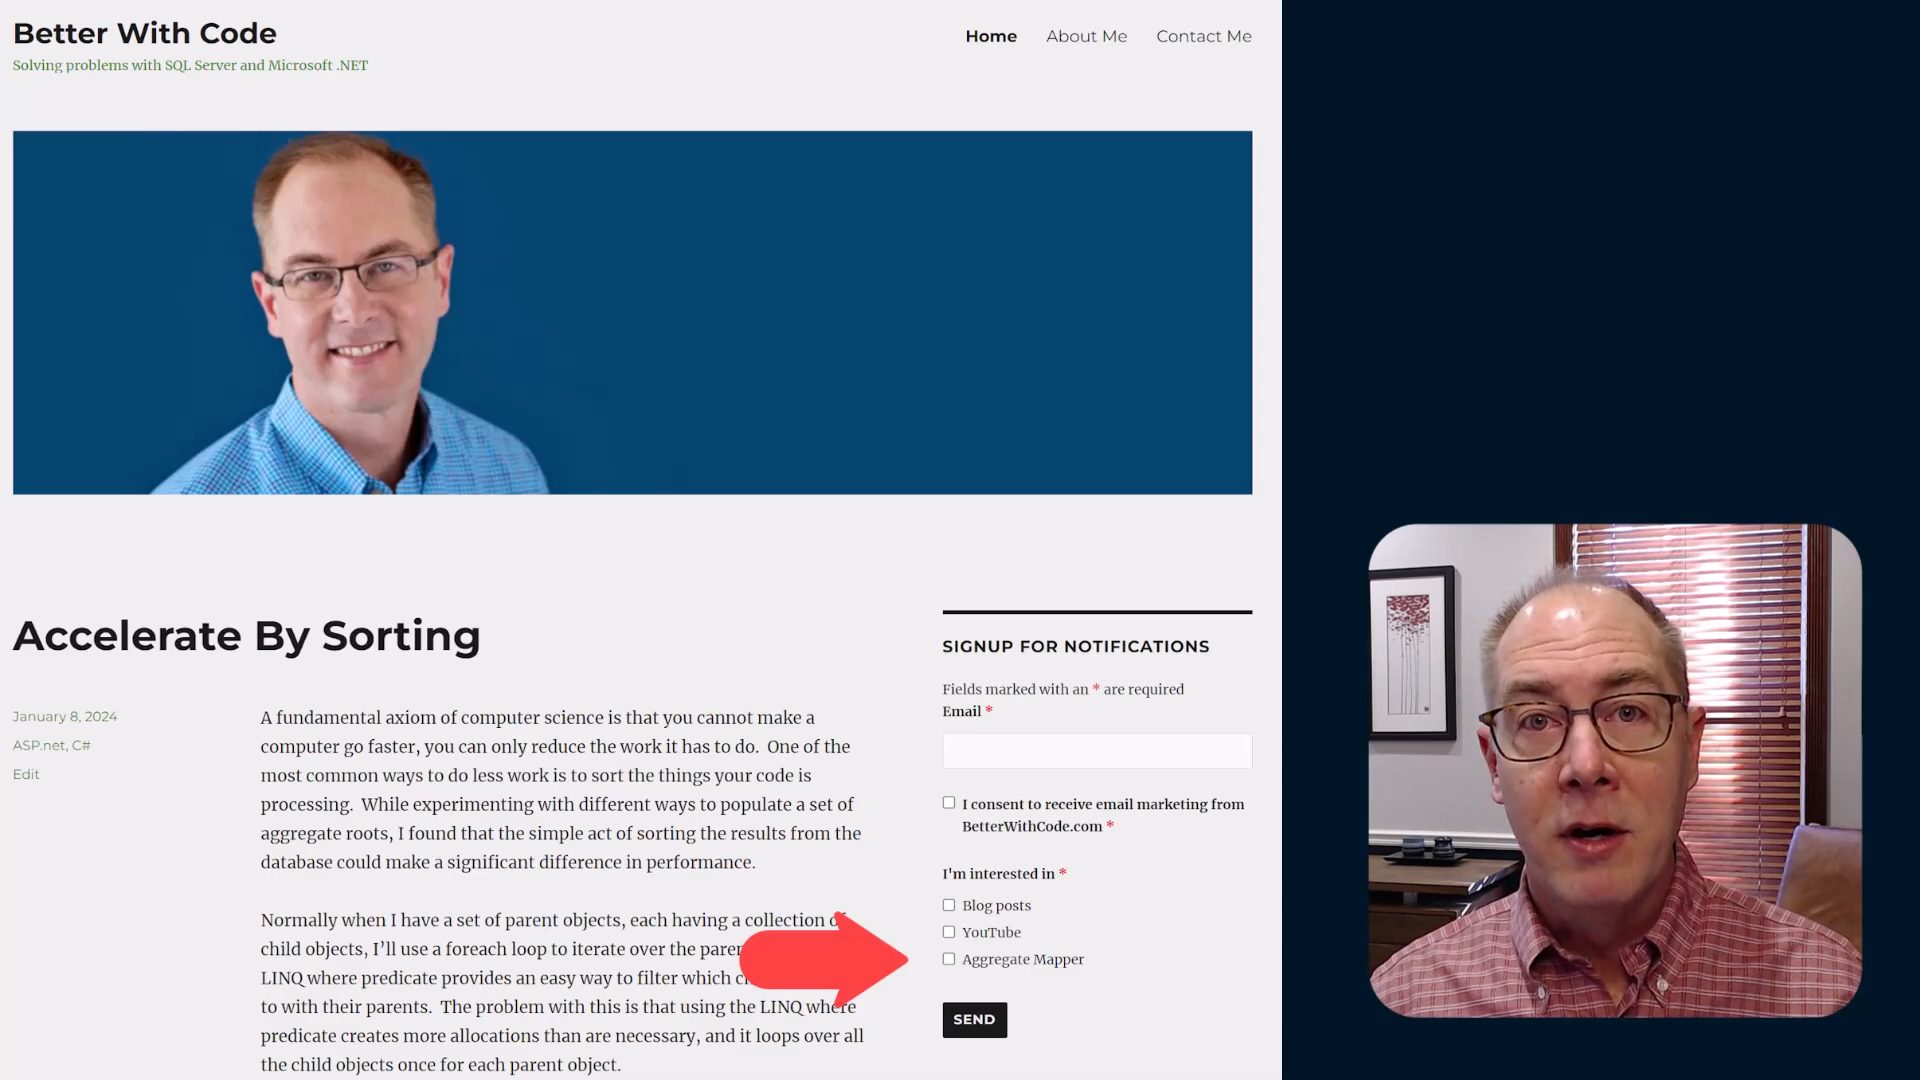 Better With Code
Solving problems with SQL Server and Microsoft .NET
Home
About Me
Contact Me
Accelerate By Sorting
January 8, 2024
ASP.net, C#
Edit
A fundamental axiom of computer science is that you cannot make a
computer go faster, you can only reduce the work it has to do. One of the
most common ways to do less work is to sort the things your code is
processing. While experimenting with different ways to populate a set of
aggregate roots, I found that the simple act of sorting the results from the
database could make a significant difference in performance.
Normally when I have a set of parent objects, each having a collection of
child objects, I’ll use a foreach loop to iterate over the
LINQ where predicate provides an easy way to filter which
to with their parents. The problem with this is that using the LINQ where
predicate creates more allocations than are necessary, and it loops over all
the child objects once for each parent object.
SIGNUP FOR NOTIFICATIONS
Fields marked with an * are required
Email *
I consent to receive email marketing from
BetterWithCode.com *
I'm interested in *
Blog posts
YouTube
Aggregate Mapper
SEND